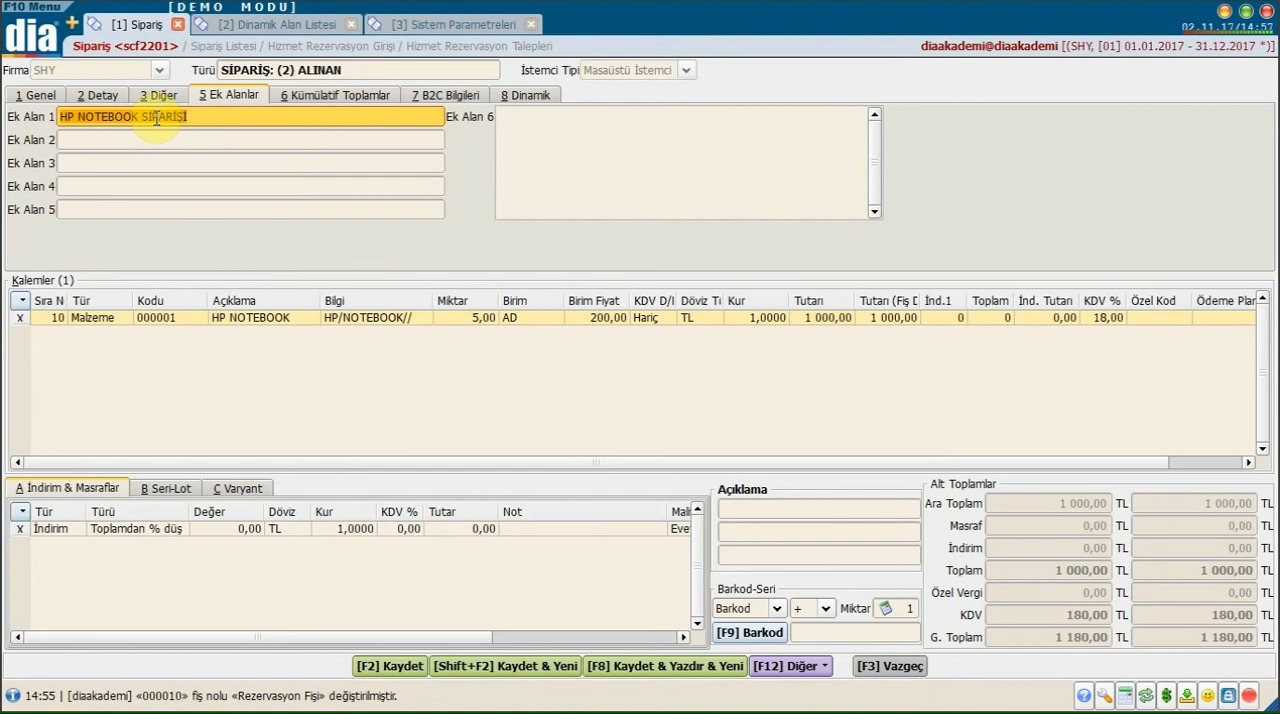 F10 Menu [DEMO MODU]
dia + [1] Sipariş [2] Dinamik Alan Listesi [3] Sistem Parametreleri 02.11.17/14:57
Sipariş <scf2201> / Sipariş Listesi / Hizmet Rezervasyon Girişi / Hizmet Rezervasyon Talepleri diaakademi@diaakademi [(SHY, [01] 01.01.2017 - 31.12.2017 *)]
Firma SHY Türü SİPARİŞ: (2) ALINAN İstemci Tipi Masaüstü İstemci
1 Genel 2 Detay 3 Diğer 5 Ek Alanlar 6 Kümülatif Toplamlar 7 B2C Bilgileri 8 Dinamik
Ek Alan 1 HP NOTEBOOK SİPARİŞİ Ek Alan 6
Ek Alan 2
Ek Alan 3
Ek Alan 4
Ek Alan 5
Kalemler (1)
Sıra N Tür Kodu Açıklama Bilgi Miktar Birim Birim Fiyat KDV D/I Döviz Ti Kur Tutarı Tutarı (Fiş D İnd.1 Toplam İnd. Tutarı KDV % Özel Kod Ödeme Plar
x 10 Malzeme 000001 HP NOTEBOOK HP/NOTEBOOK// 5,00 AD 200,00 Hariç TL 1,0000 1 000,00 1 000,00 0 0 0,00 18,00
A İndirim & Masraflar B Seri-Lot C Varyant
Tür Türü Değer Döviz Kur KDV % Tutar Not Mali
x İndirim Toplamdan % düş 0,00 TL 1,0000 0,00 0,00 Eve
Açıklama
Barkod-Seri
Barkod + Miktar 1
[F9] Barkod
Alt Toplamlar
Ara Toplam 1 000,00 TL 1 000,00 TL
Masraf 0,00 TL 0,00 TL
İndirim 0,00 TL 0,00 TL
Toplam 1 000,00 TL 1 000,00 TL
Özel Vergi 0,00 TL 0,00 TL
KDV 180,00 TL 180,00 TL
G. Toplam 1 180,00 TL 1 180,00 TL
[F2] Kaydet [Shift+F2] Kaydet & Yeni [F8] Kaydet & Yazdır & Yeni [F12] Diğer [F3] Vazgeç
14:55 | [diaakademi] «000010» fiş nolu «Rezervasyon Fişi» değiştirilmiştir.